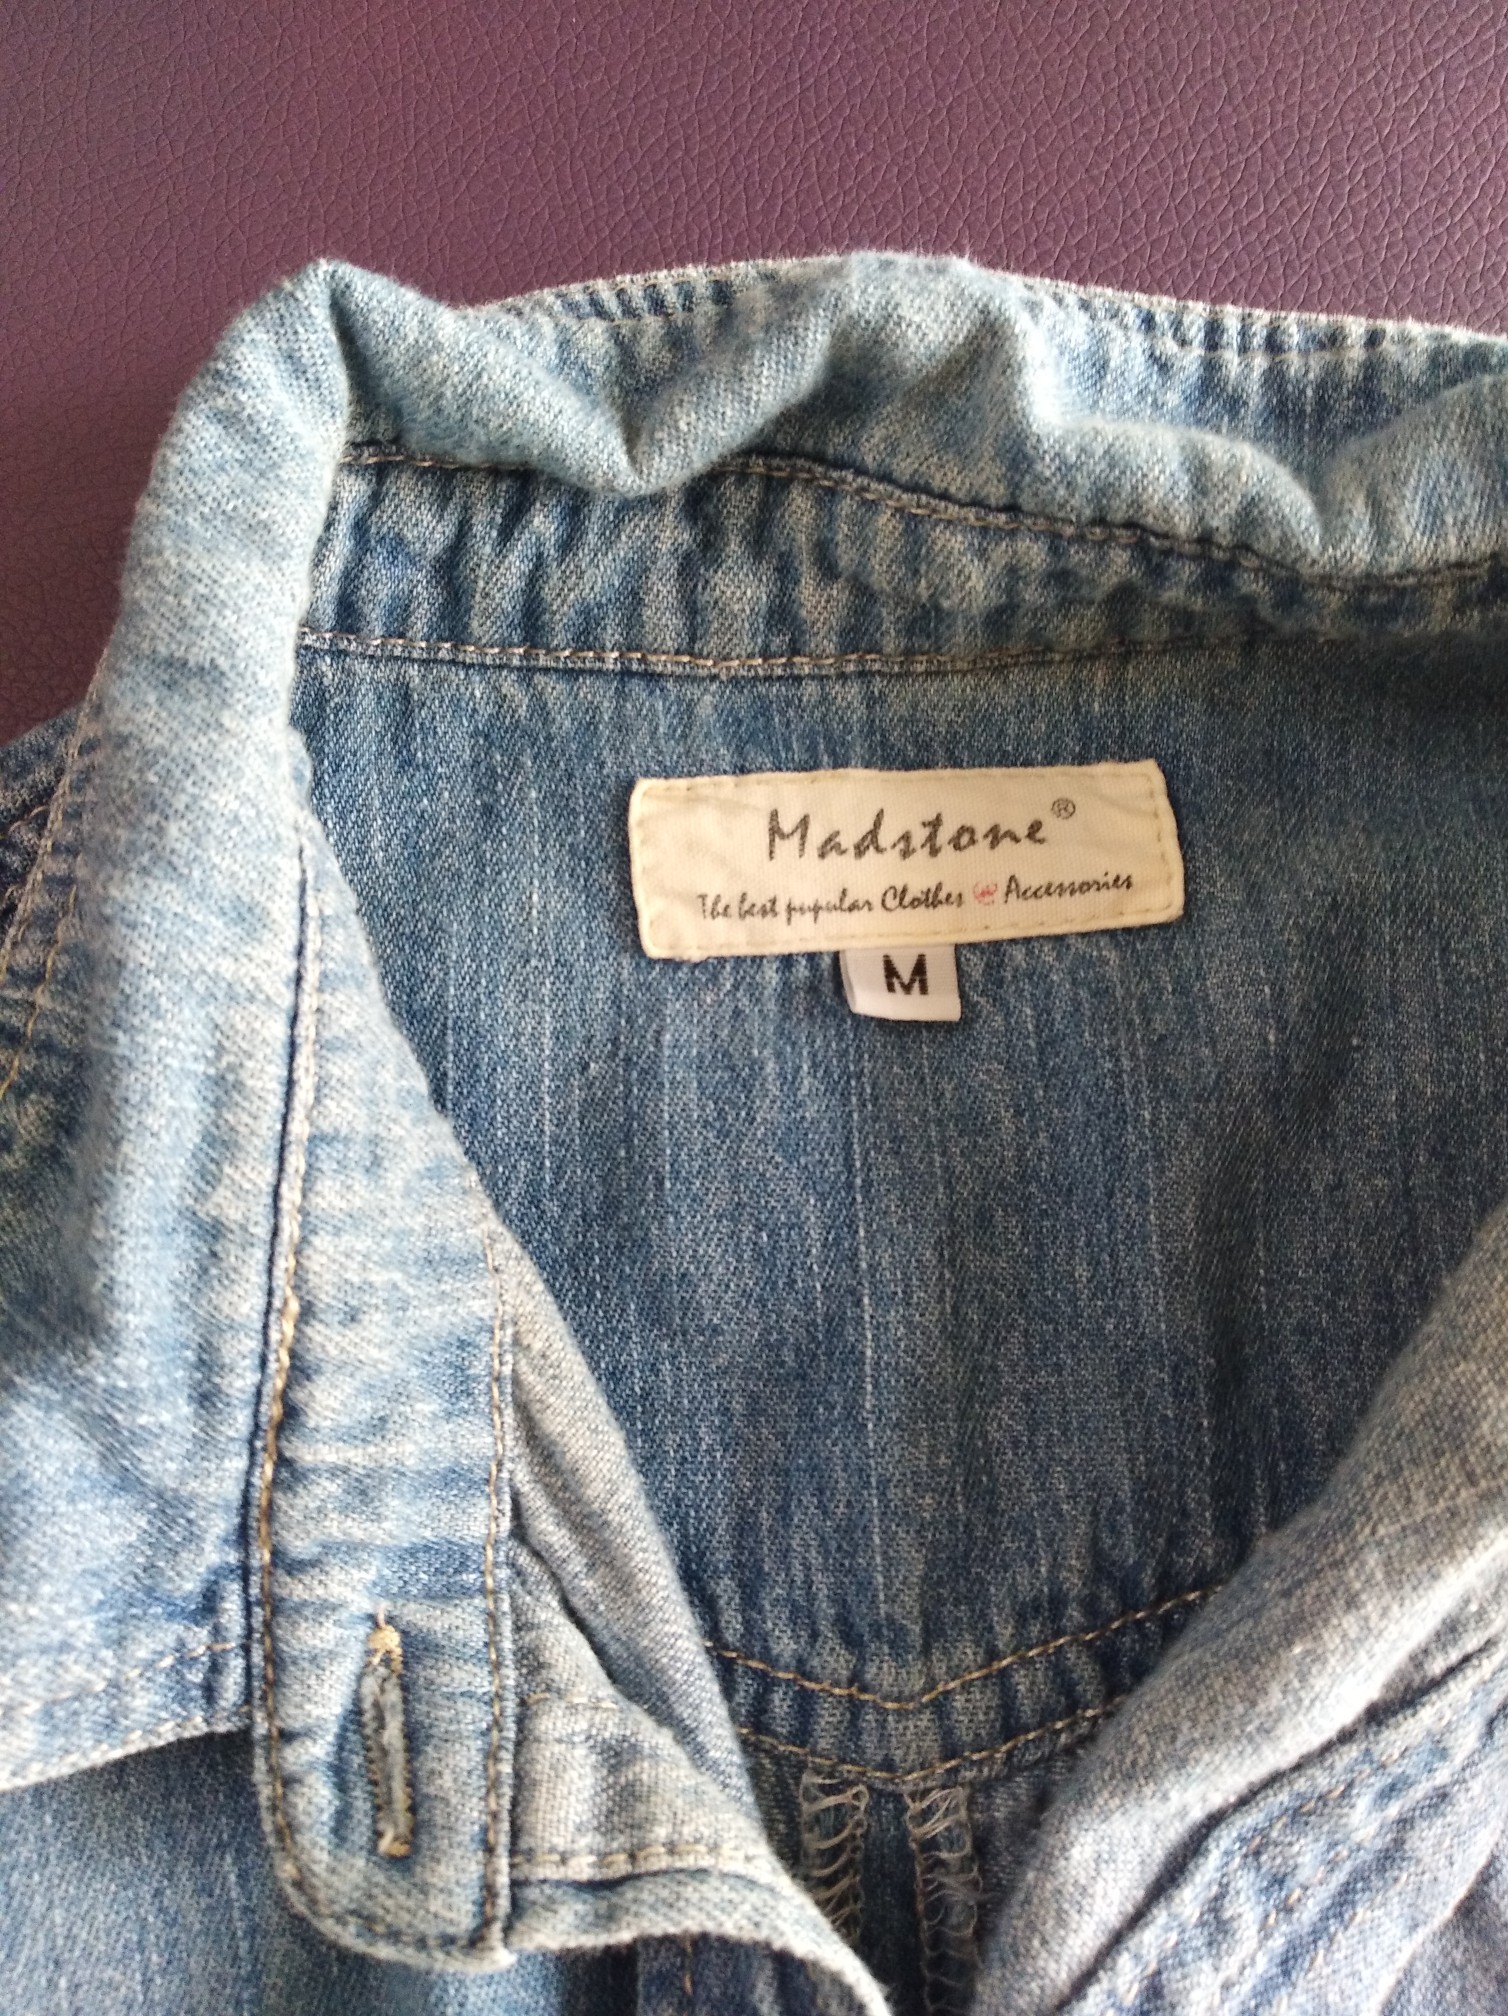 Madstone®
The best pupular Clothes @ Accessories
M